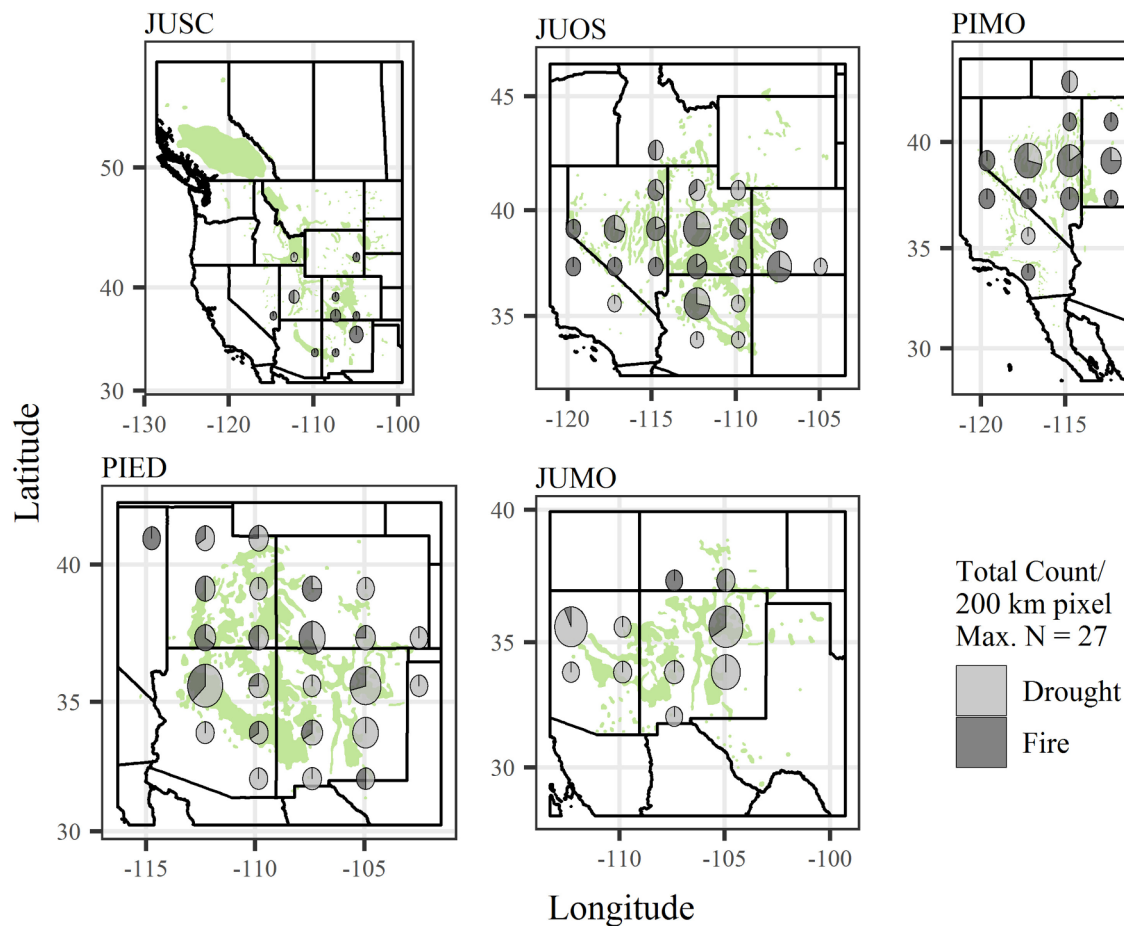 JUSC
50
40
30
-130
-120
-110
-100
JUOS
45
40
35
-120
-115
-110
-105
PIMO
40
35
30
-120
-115
Latitude
PIED
40
35
30
-115
-110
-105
JUMO
40
35
30
-110
-105
-100
Total Count/
200 km pixel
Max. N = 27
Drought
Fire
Longitude